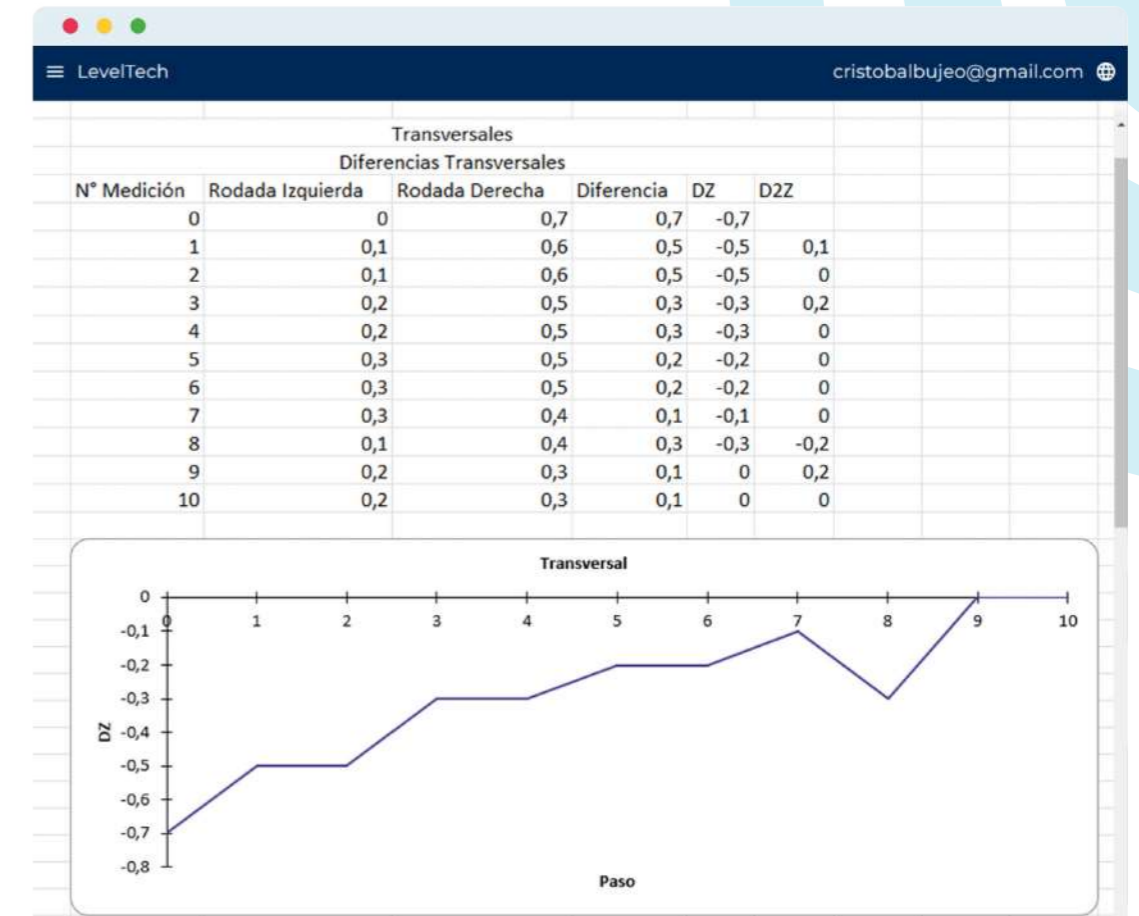 LevelTech cristobalbujeo@gmail.com
Transversales
Diferencias Transversales
N° Medición Rodada Izquierda Rodada Derecha Diferencia DZ D2Z
0 0 0,7 0,7 -0,7
1 0,1 0,6 0,5 -0,5 0,1
2 0,1 0,6 0,5 -0,5 0
3 0,2 0,5 0,3 -0,3 0,2
4 0,2 0,5 0,3 -0,3 0
5 0,3 0,5 0,2 -0,2 0
6 0,3 0,5 0,2 -0,2 0
7 0,3 0,4 0,1 -0,1 0
8 0,1 0,4 0,3 -0,3 -0,2
9 0,2 0,3 0,1 0 0,2
10 0,2 0,3 0,1 0 0
Transversal
0
0 1 2 3 4 5 6 7 8 9 10
-0,1
-0,2
-0,3
-0,4
DZ
-0,5
-0,6
-0,7
-0,8
Paso